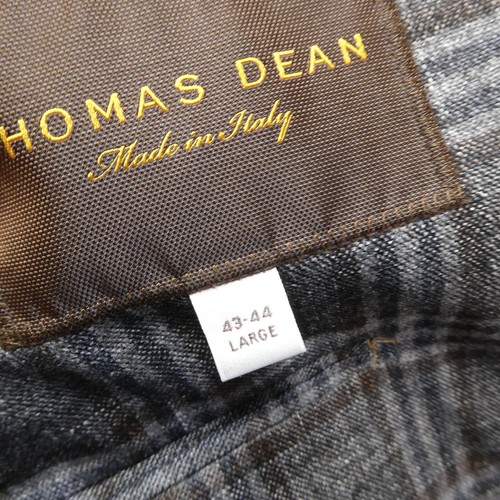 HOMAS DEAN
Made in Italy
43-44
LARGE